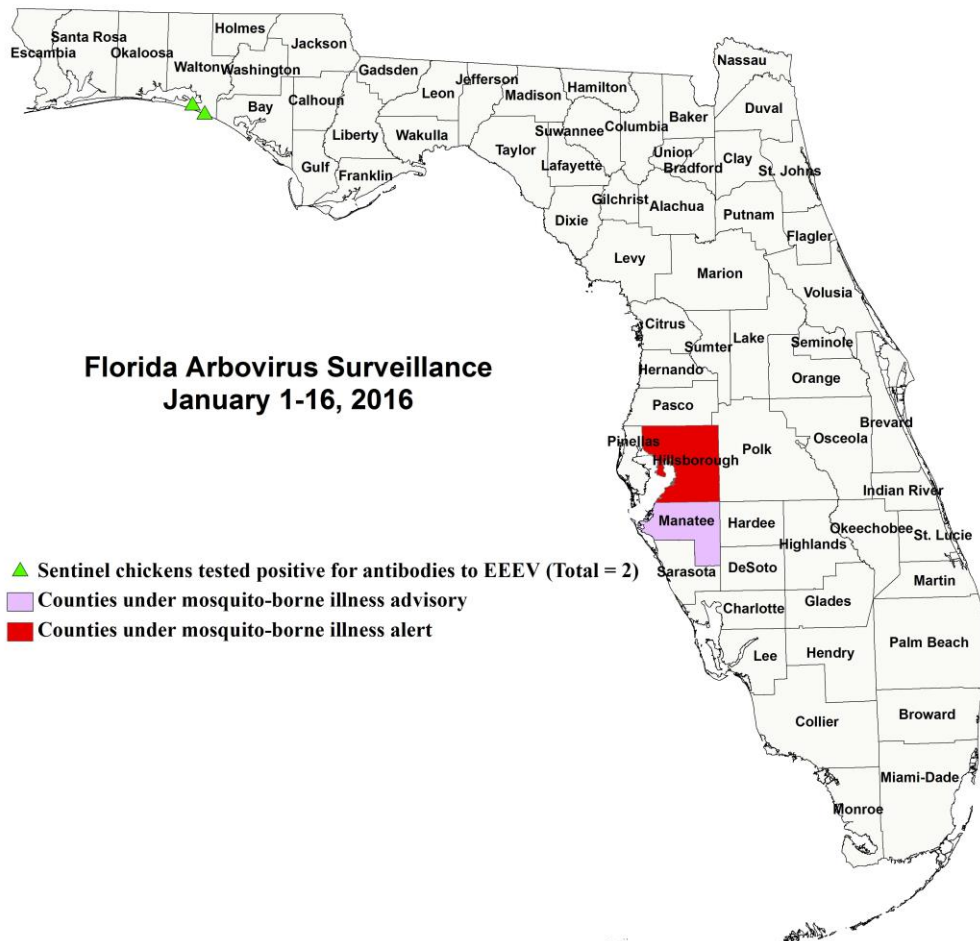 Holmes
Santa Rosa
Jackson
Escambia
Okaloosa
Walton
Washington
Gadsden
Jefferson
Hamilton
Nassau
Leon
Madison
Calhoun
Bay
Baker
Duval
Liberty
Wakulla
Suwannee
Columbia
Taylor
Union
Clay
Gulf
Lafayette
Bradford
St. Johns
Franklin
Gilchrist
Alachua
Putnam
Dixie
Flagler
Levy
Marion
Volusia
Citrus
Lake
Sumter
Seminole
Hernando
Orange
Florida Arbovirus Surveillance
January 1-16, 2016
Pasco
Brevard
Pinellas
Hillsborough
Polk
Osceola
Indian River
Manatee
Hardee
Okeechobee
St. Lucie
Highlands
Sentinel chickens tested positive for antibodies to EEEV (Total = 2)
Sarasota
DeSoto
Martin
Counties under mosquito-borne illness advisory
Charlotte
Glades
Counties under mosquito-borne illness alert
Palm Beach
Lee
Hendry
Collier
Broward
Miami-Dade
Monroe